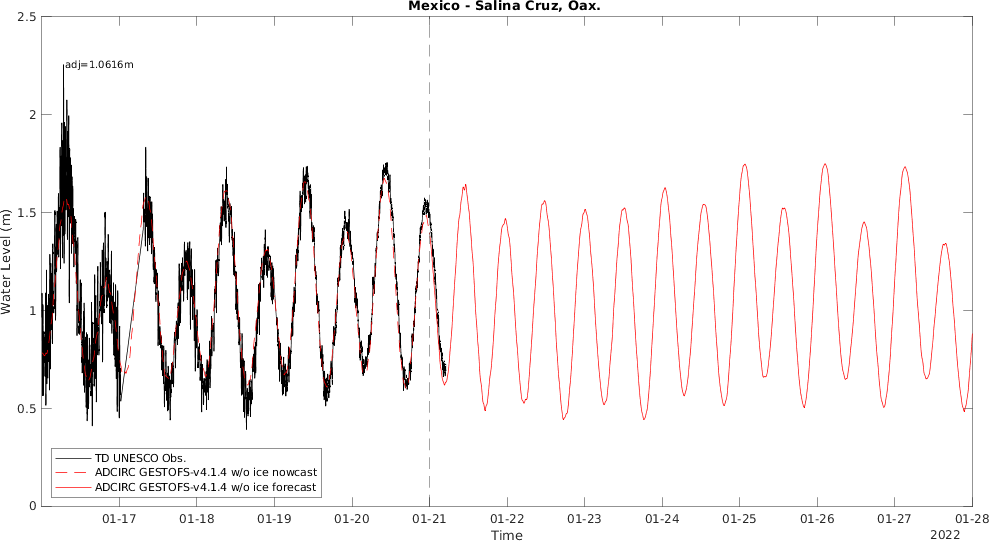 Mexico - Salina Cruz, Oax.
2.5
adj=1.0616m
2
1.5
1
0.5
0
Water Level (m)
TD UNESCO Obs.
ADCIRC GESTOFS-v4.1.4 w/o ice nowcast
ADCIRC GESTOFS-v4.1.4 w/o ice forecast
01-17 01-18 01-19 01-20 01-21 01-22 01-23 01-24 01-25 01-26 01-27 01-28
Time
2022